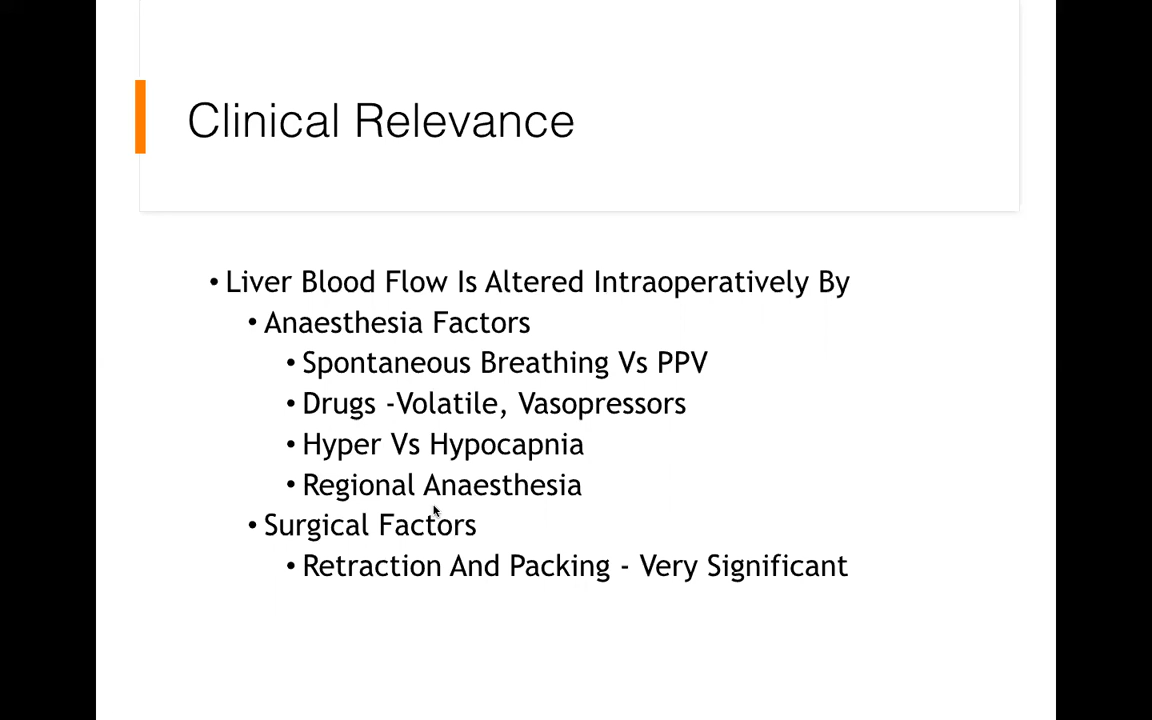 Clinical Relevance
• Liver Blood Flow Is Altered Intraoperatively By
• Anaesthesia Factors
• Spontaneous Breathing Vs PPV
• Drugs -Volatile, Vasopressors
• Hyper Vs Hypocapnia
• Regional Anaesthesia
• Surgical Factors
• Retraction And Packing - Very Significant